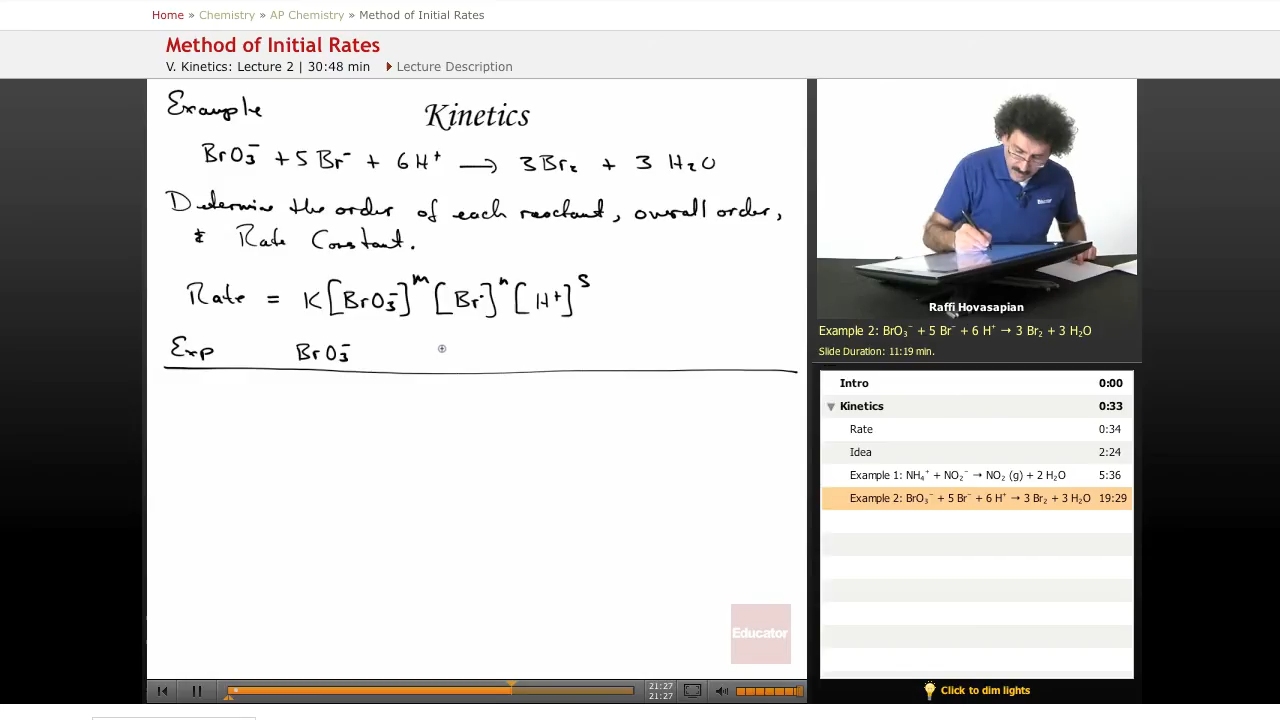 Home » Chemistry » AP Chemistry » Method of Initial Rates
Method of Initial Rates
V. Kinetics: Lecture 2 | 30:48 min Lecture Description
Example
Kinetics
BrO₃⁻ + 5 Br⁻ + 6 H⁺ → 3 Br₂ + 3 H₂O
Determine the order of each reactant, overall order,
& Rate Constant.
Rate = K[BrO₃⁻]ᵐ[Br⁻]ⁿ[H⁺]ˢ
Exp BrO₃⁻
Educator
21:27
21:27
Raffi Hovasapian
Example 2: BrO₃⁻ + 5 Br⁻ + 6 H⁺ → 3 Br₂ + 3 H₂O
Slide Duration: 11:19 min.
Intro 0:00
Kinetics 0:33
Rate 0:34
Idea 2:24
Example 1: NH₄⁺ + NO₂⁻ → NO₂ (g) + 2 H₂O 5:36
Example 2: BrO₃⁻ + 5 Br⁻ + 6 H⁺ → 3 Br₂ + 3 H₂O 19:29
Click to dim lights